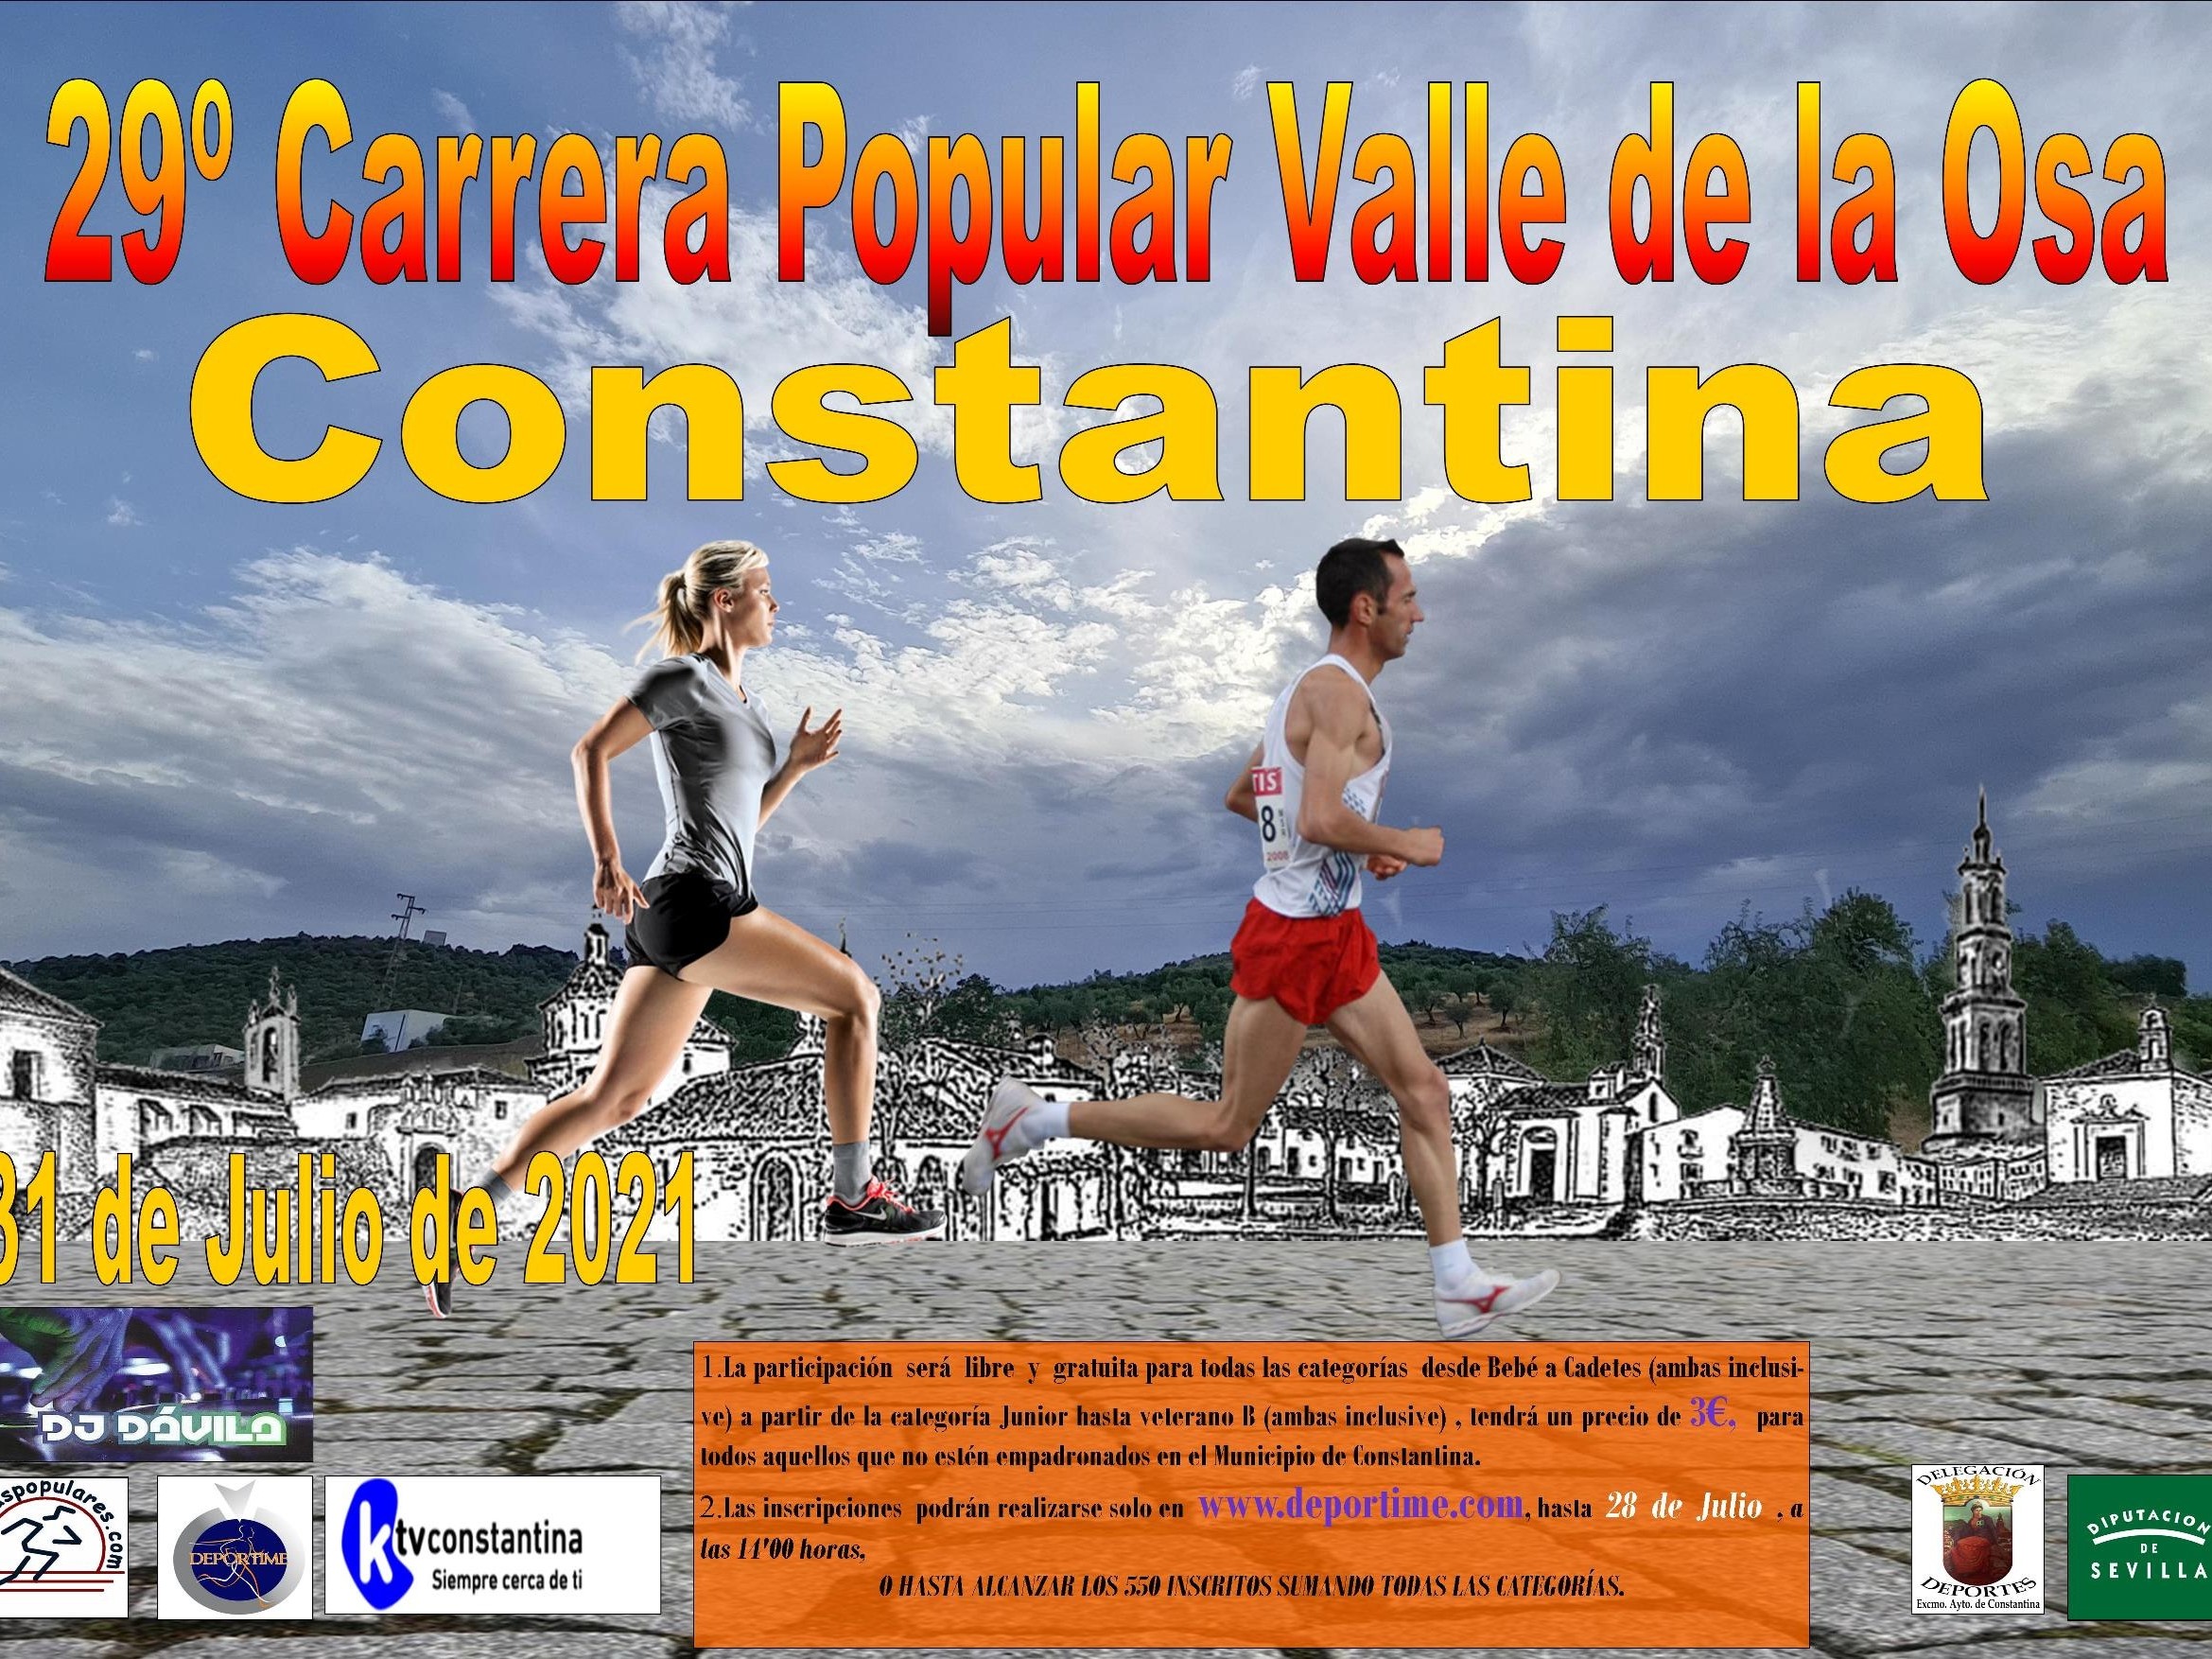 29º Carrera Popular Valle de la Osa
Constantina
TIS
8
2008
31 de Julio de 2021
DJ DÁVILA
spopulares.com
DEPORTIME
ktvconstantina
Siempre cerca de ti
1.La participación será libre y gratuita para todas las categorías desde Bebé a Cadetes (ambas inclusi-
ve) a partir de la categoría Junior hasta veterano B (ambas inclusive) , tendrá un precio de 3€, para
todos aquellos que no estén empadronados en el Municipio de Constantina.
2.Las inscripciones podrán realizarse solo en www.deportime.com, hasta 28 de Julio , a
las 14'00 horas,
O HASTA ALCANZAR LOS 550 INSCRITOS SUMANDO TODAS LAS CATEGORÍAS.
DELEGACIÓN
DEPORTES
Excmo. Ayto. de Constantina
DIPUTACION
DE
SEVILLA